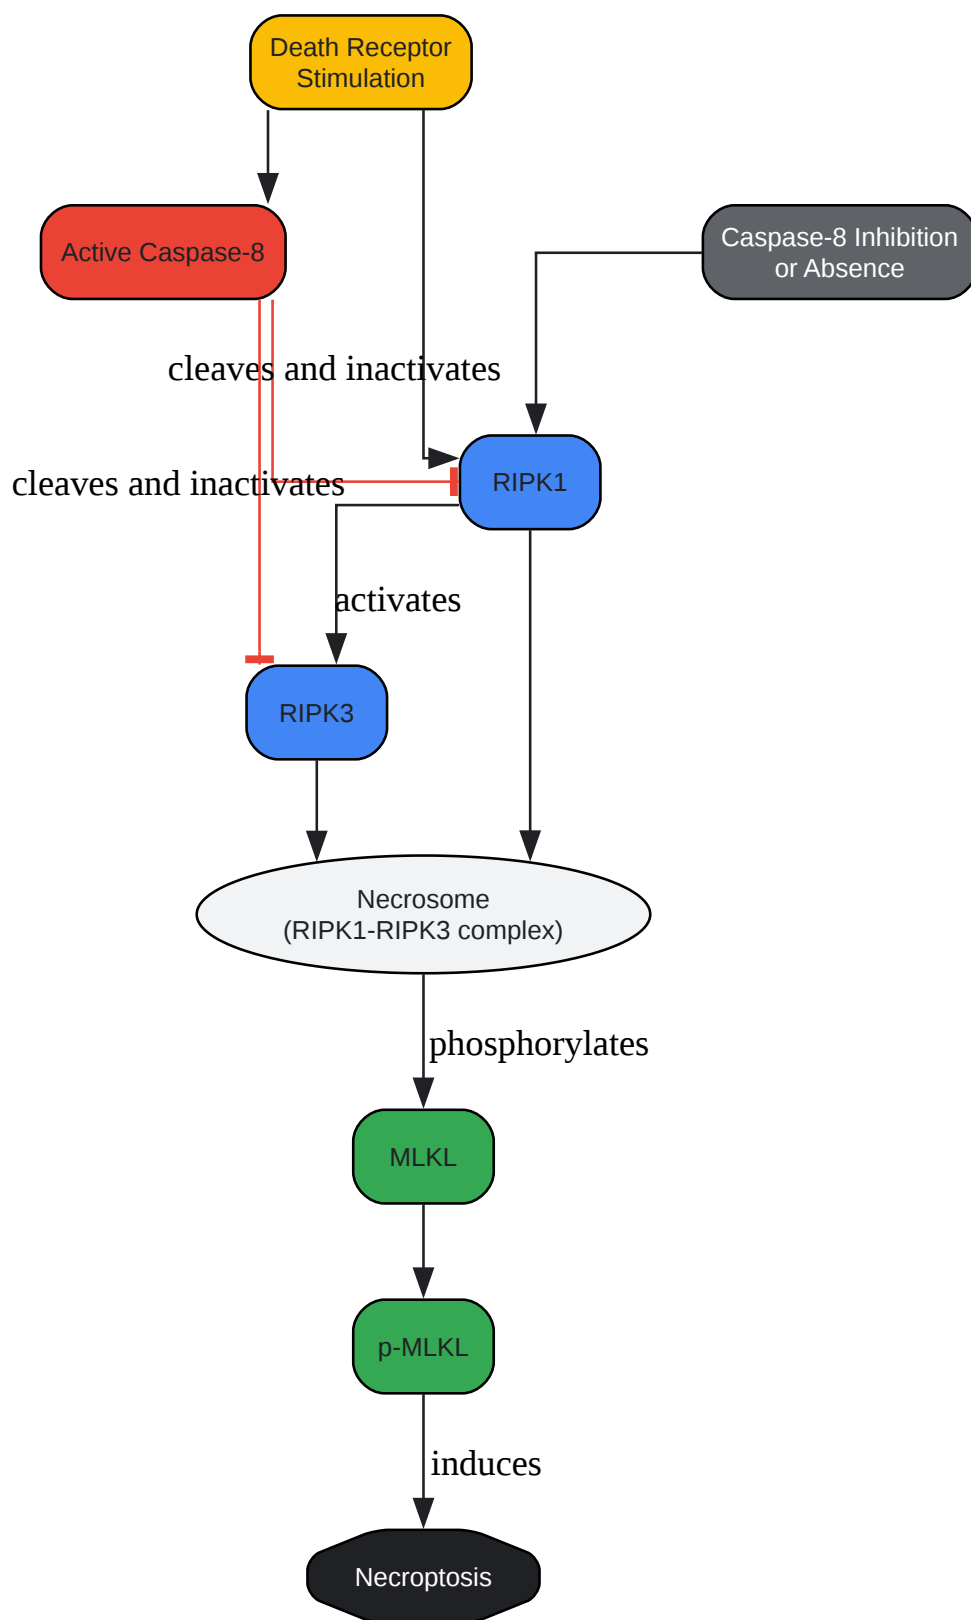 Death Receptor
Stimulation
Active Caspase-8
Caspase-8 Inhibition
or Absence
cleaves and inactivates
cleaves and inactivates
RIPK1
activates
RIPK3
Necrosome
(RIPK1-RIPK3 complex)
phosphorylates
MLKL
p-MLKL
induces
Necroptosis